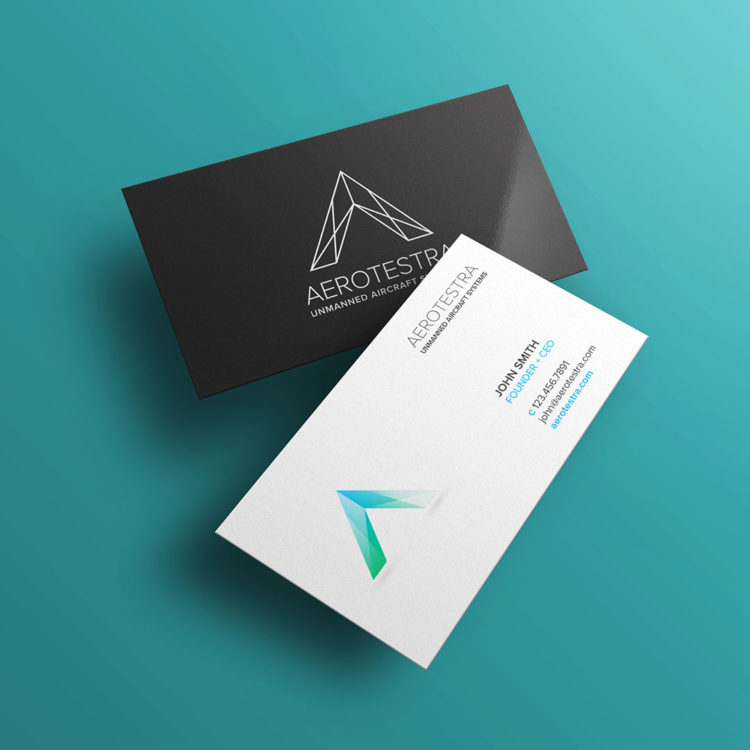 AEROTESTRA
UNMANNED AIRCRAFT
AEROTESTRA
UNMANNED AIRCRAFT SYSTEMS
JOHN SMITH
FOUNDER + CEO
C 123.456.7891
john@aerotestra.com
aerotestra.com